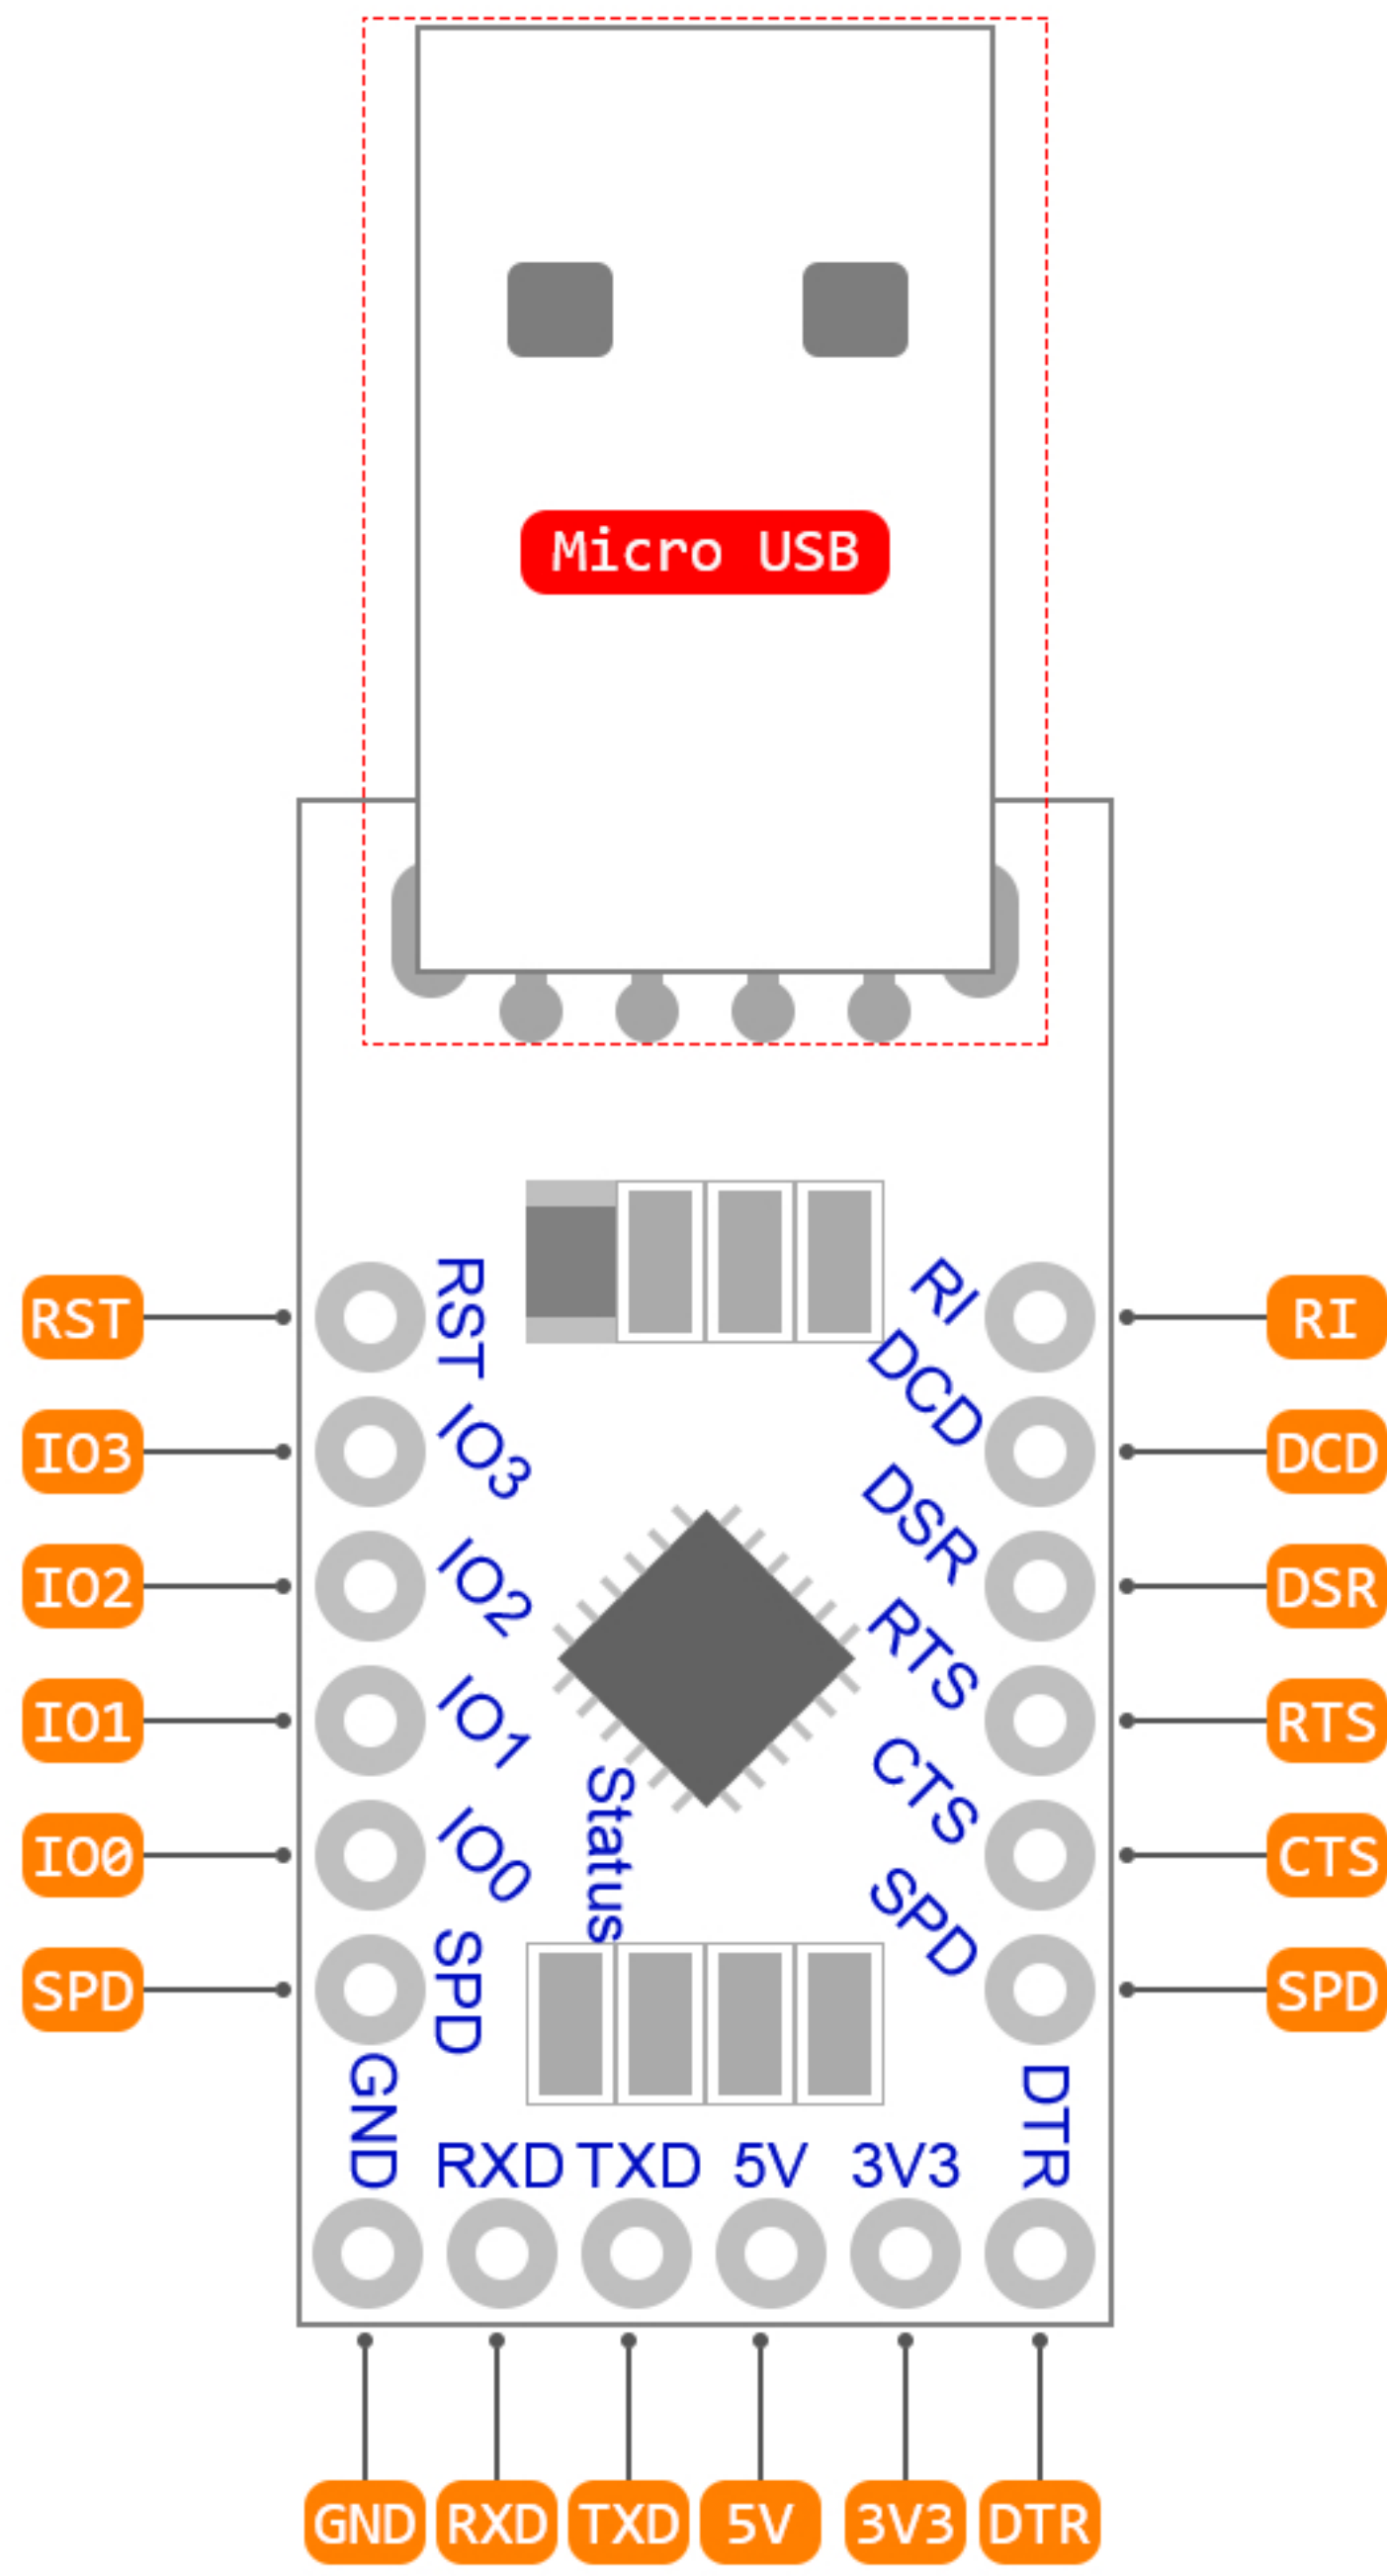 Micro USB
RST
RST
RI
RI
IO3
IO3
DCD
DCD
IO2
IO2
DSR
DSR
IO1
IO1
RTS
RTS
IO0
IO0
Status
CTS
CTS
SPD
SPD
SPD
SPD
GND
RXD
TXD
5V
3V3
DTR
GND
RXD
TXD
5V
3V3
DTR